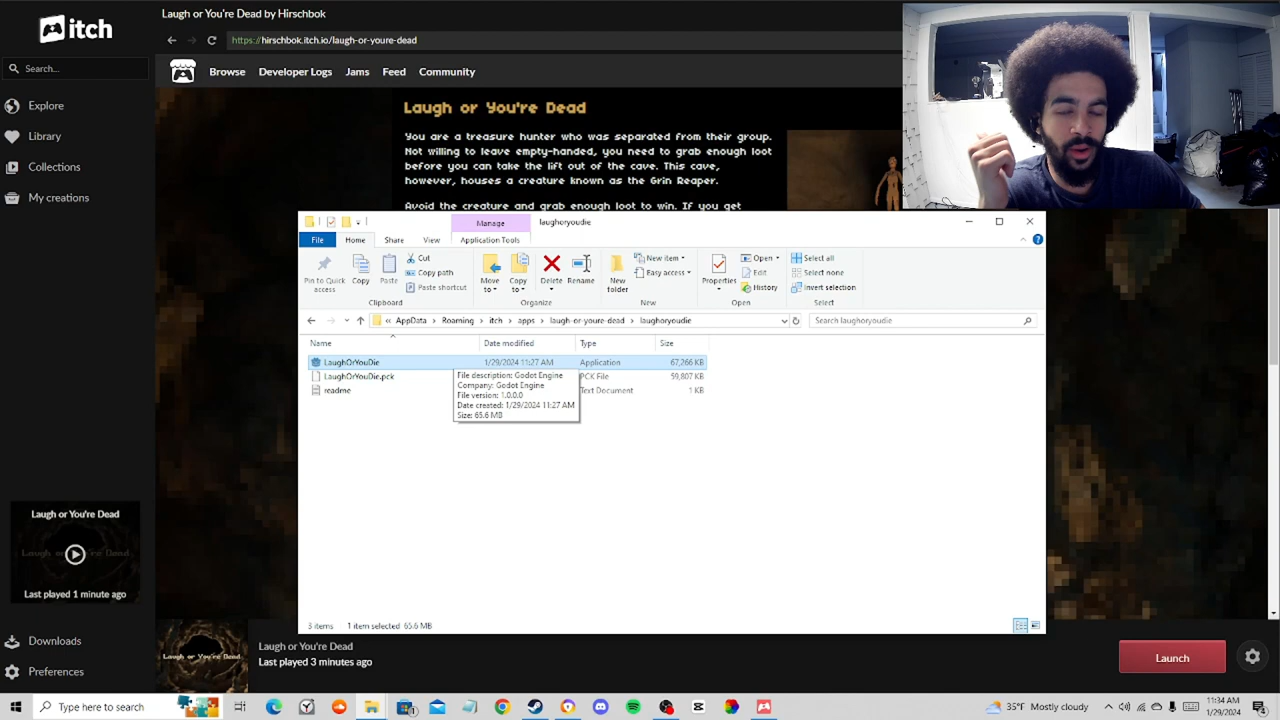 itch
Laugh or You're Dead by Hirschbok
https://hirschbok.itch.io/laugh-or-youre-dead
Search...
Browse
Developer Logs
Jams
Feed
Community
Explore
Library
Collections
My creations
Laugh or You're Dead
You are a treasure hunter who was separated from their group.
Not willing to leave empty-handed, you need to grab enough loot
before you can take the lift out of the cave. This cave,
however, houses a creature known as the Grin Reaper.
Avoid the creature and grab enough loot to win. If you get
Manage
laughoryoudie
File
Home
Share
View
Application Tools
Pin to Quick access
Copy
Paste
Cut
Copy path
Paste shortcut
Clipboard
Move to
Copy to
Delete
Rename
Organize
New folder
New item
Easy access
New
Properties
Open
Edit
History
Open
Select all
Select none
Invert selection
Select
« AppData > Roaming > itch > apps > laugh-or-youre-dead > laughoryoudie
Search laughoryoudie
Name
Date modified
Type
Size
LaughOrYouDie
1/29/2024 11:27 AM
Application
67,266 KB
LaughOrYouDie.pck
PCK File
59,807 KB
readme
Text Document
1 KB
File description: Godot Engine
Company: Godot Engine
File version: 1.0.0.0
Date created: 1/29/2024 11:27 AM
Size: 65.6 MB
3 items
1 item selected 65.6 MB
Laugh or You're Dead
Last played 1 minute ago
Downloads
Preferences
Laugh or You're Dead
Laugh or You're Dead
Last played 3 minutes ago
Launch
Type here to search
35°F Mostly cloudy
11:34 AM
1/29/2024